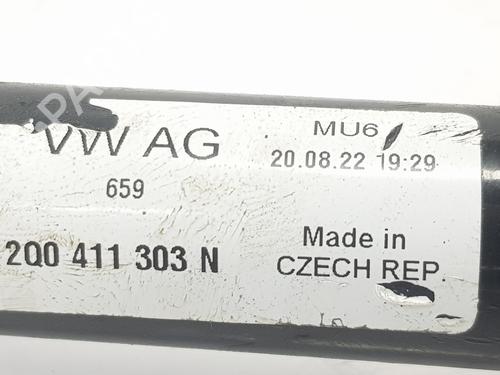 VW AG
MU6
20.08.22 19:29
659
2Q0 411 303 N
Made in
CZECH REP.